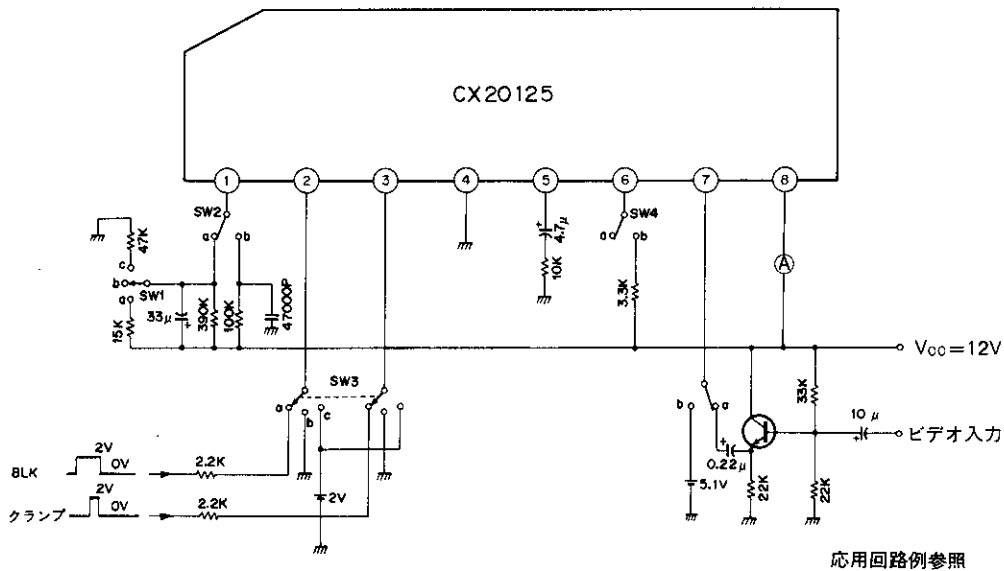 CX20125
1 2 3 4 5 6 7 8
SW2
a b
47K
c
b
a
SW1
15K
33μ
+
390K
100K
47000P
+
4.7μ
10K
SW4
a b
3.3K
A
Vcc=12V
SW3
a b c
2V
b a
+
0.22μ
5.1V
33K
10μ
+
ビデオ入力
22K
22K
BLK 2V 0V
2.2K
クランプ 2V 0V
2.2K
応用回路例参照